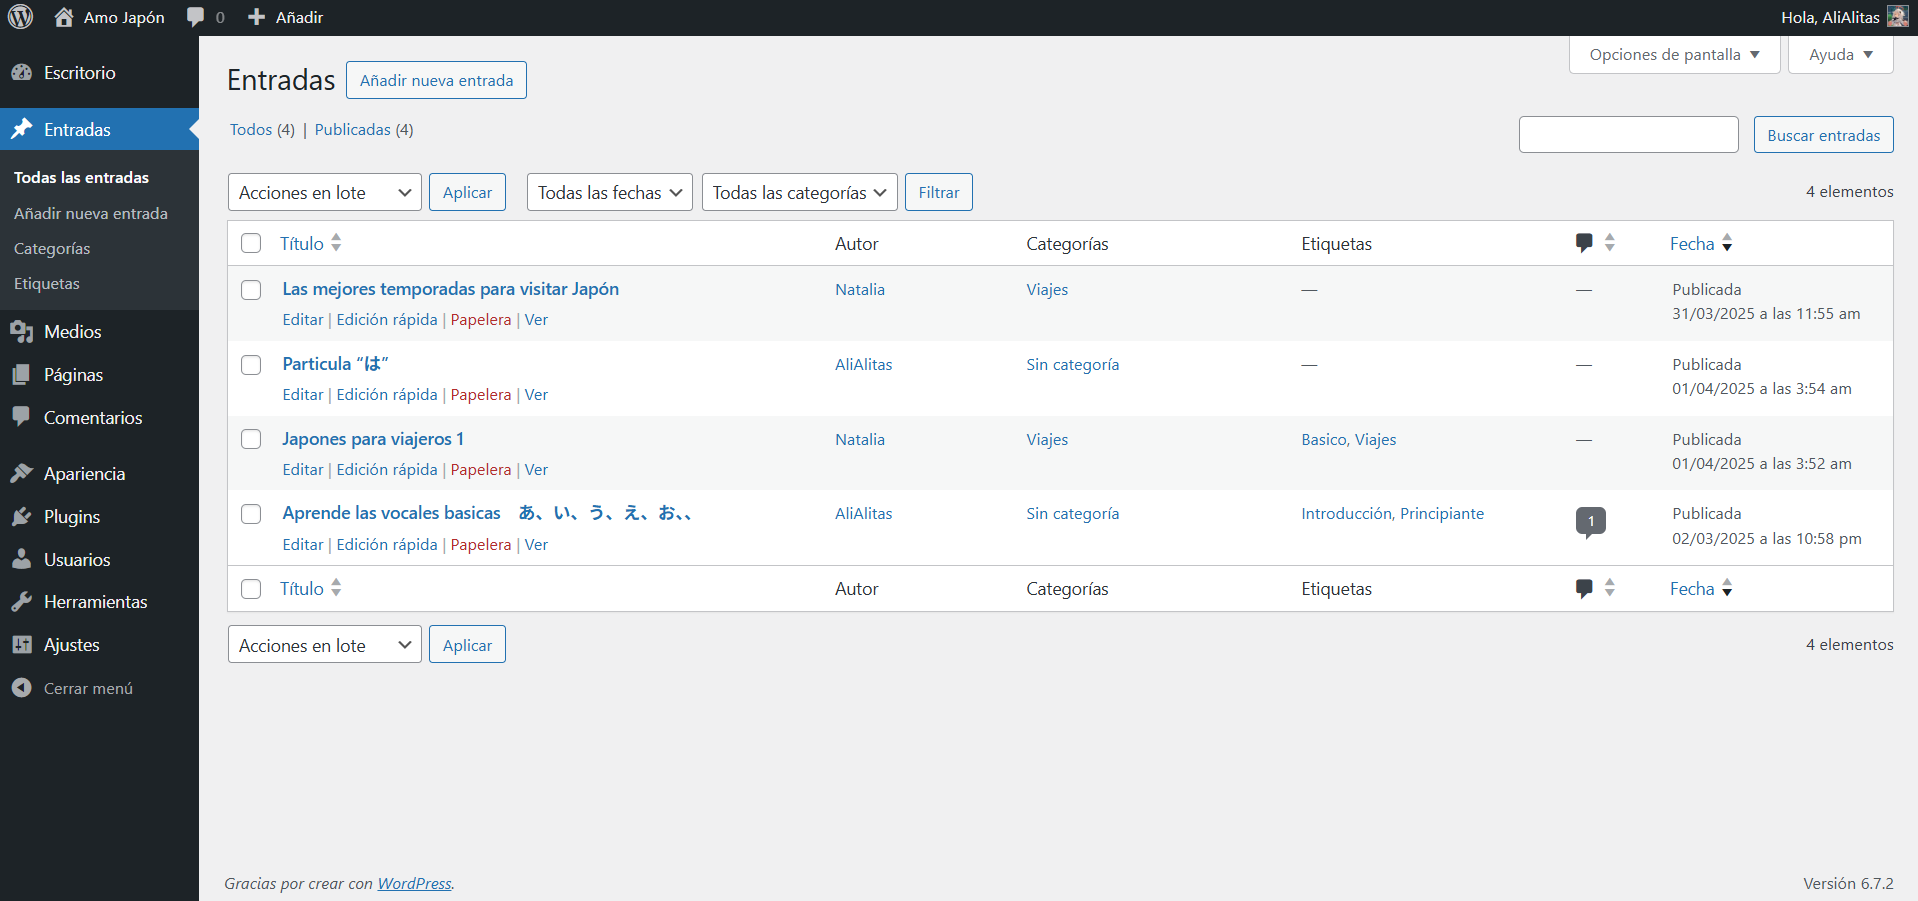 Amo Japón 0 Añadir Hola, AliAlitas
Opciones de pantalla Ayuda
Escritorio
Entradas
Todas las entradas
Añadir nueva entrada
Categorías
Etiquetas
Medios
Páginas
Comentarios
Apariencia
Plugins
Usuarios
Herramientas
Ajustes
Cerrar menú
Entradas Añadir nueva entrada
Todos (4) | Publicadas (4)
Buscar entradas
Acciones en lote Aplicar Todas las fechas Todas las categorías Filtrar 4 elementos
Título Autor Categorías Etiquetas Fecha
Las mejores temporadas para visitar Japón Natalia Viajes — — Publicada
Editar | Edición rápida | Papelera | Ver 31/03/2025 a las 11:55 am
Particula “は” AliAlitas Sin categoría — — Publicada
Editar | Edición rápida | Papelera | Ver 01/04/2025 a las 3:54 am
Japones para viajeros 1 Natalia Viajes Basico, Viajes — Publicada
Editar | Edición rápida | Papelera | Ver 01/04/2025 a las 3:52 am
Aprende las vocales basicas　あ、い、う、え、お、、 AliAlitas Sin categoría Introducción, Principiante 1 Publicada
Editar | Edición rápida | Papelera | Ver 02/03/2025 a las 10:58 pm
Título Autor Categorías Etiquetas Fecha
Acciones en lote Aplicar 4 elementos
Gracias por crear con WordPress. Versión 6.7.2